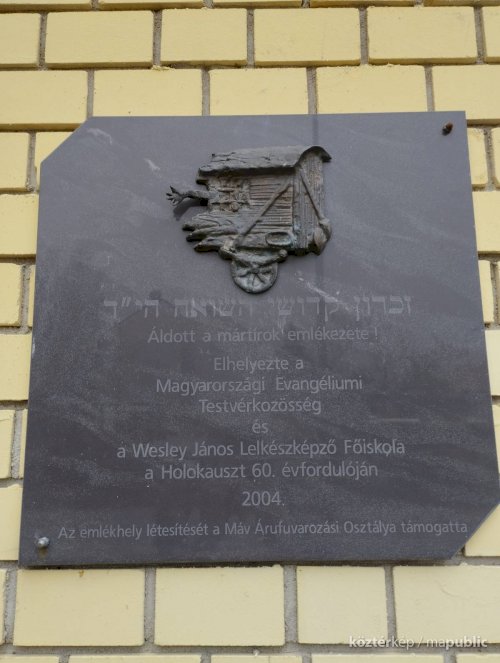 זכרון קדושי השואה הי"ד
Áldott a mártírok emlékezete!
Elhelyezte a
Magyarországi Evangéliumi
Testvérközösség
és
a Wesley János Lelkészképző Főiskola
a Holokauszt 60. évfordulóján
2004.
Az emlékhely létesítését a Máv Árufuvarozási Osztálya támogatta
köztérkép / mapublic